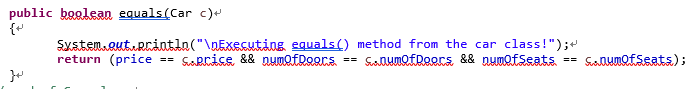 public boolean equals(Car c)
{
System.out.println("\nExecuting equals() method from the car class!");
return (price == c.price && numOfDoors == c.numOfDoors && numOfSeats == c.numOfSeats);
}